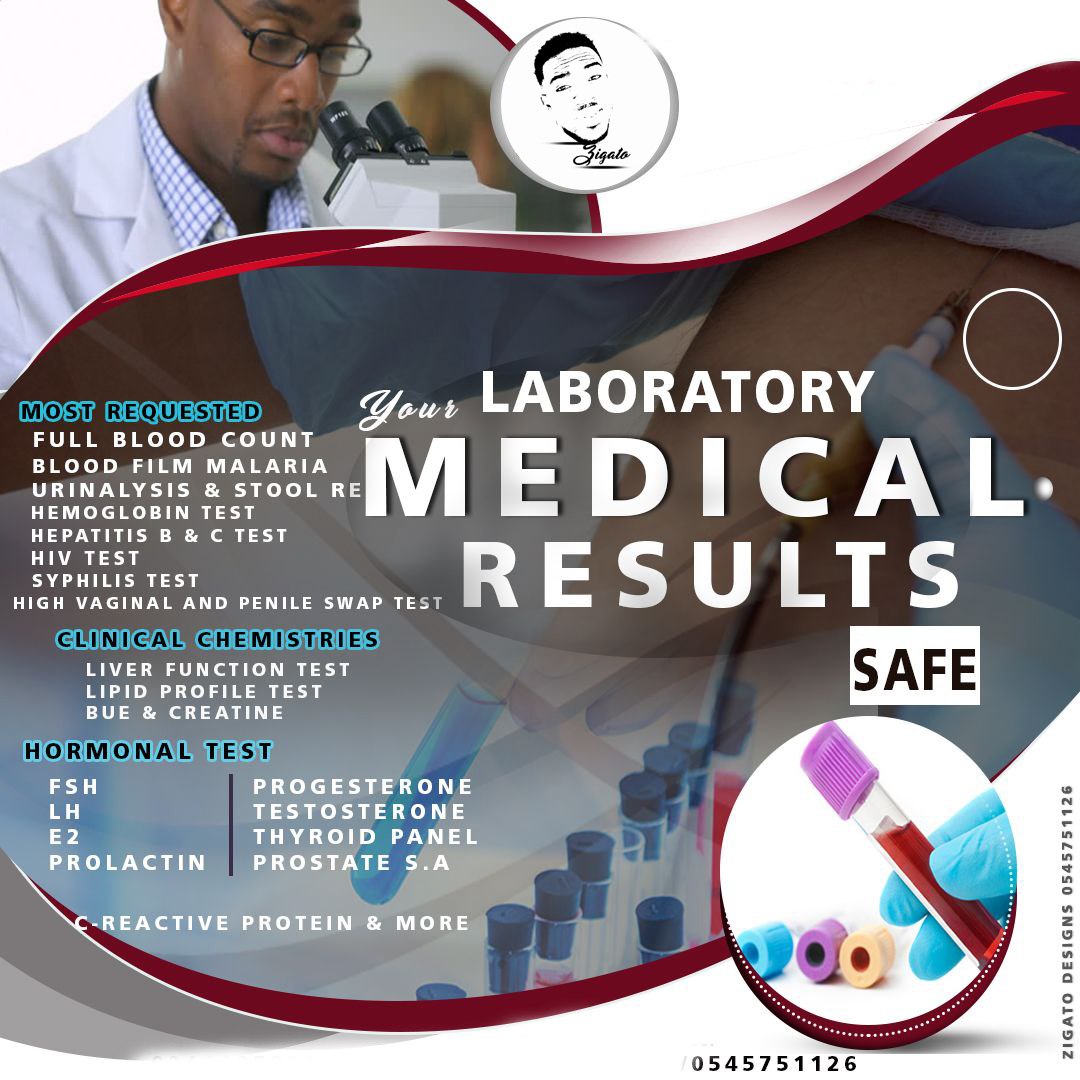 Zigato
Your LABORATORY
MEDICAL
RESULTS
SAFE
MOST REQUESTED
FULL BLOOD COUNT
BLOOD FILM MALARIA
URINALYSIS & STOOL RE
HEMOGLOBIN TEST
HEPATITIS B & C TEST
HIV TEST
SYPHILIS TEST
HIGH VAGINAL AND PENILE SWAP TEST
CLINICAL CHEMISTRIES
LIVER FUNCTION TEST
LIPID PROFILE TEST
BUE & CREATINE
HORMONAL TEST
FSH
LH
E2
PROLACTIN
PROGESTERONE
TESTOSTERONE
THYROID PANEL
PROSTATE S.A
C-REACTIVE PROTEIN & MORE
/0545751126
ZIGATO DESIGNS 0545751126